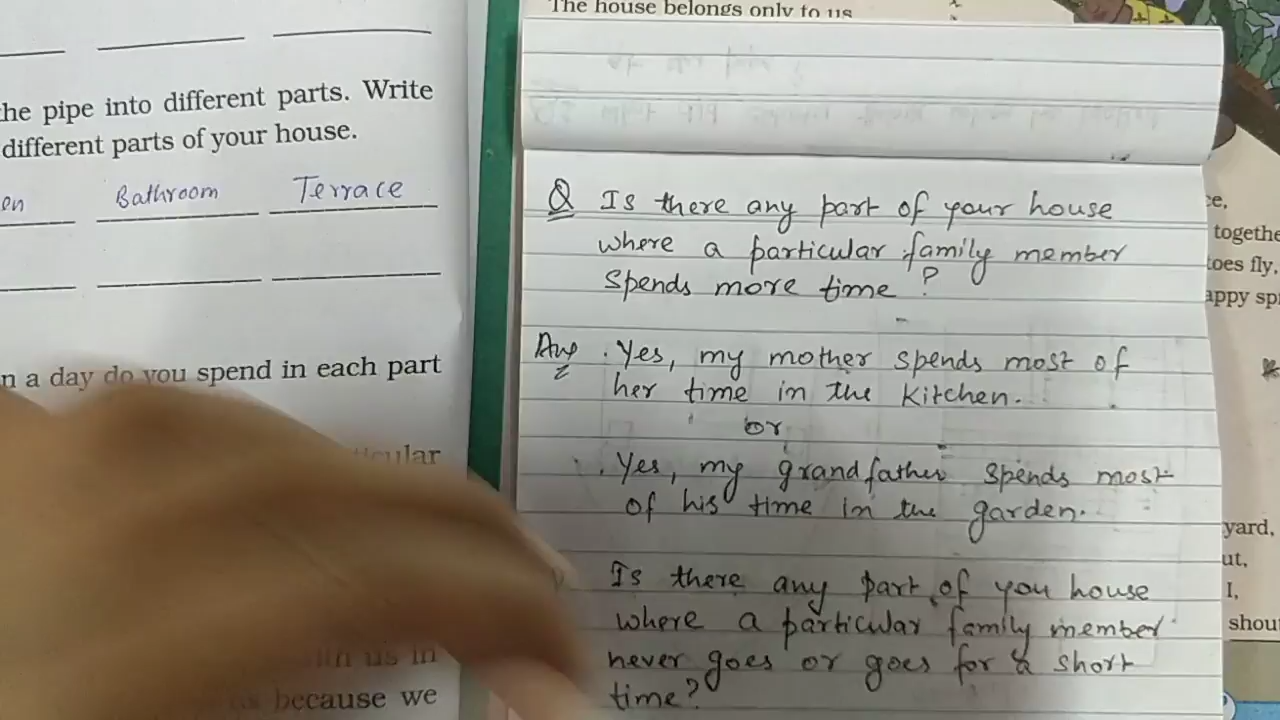 The house belongs only to us
he pipe into different parts. Write
different parts of your house.
en Bathroom Terrace
n a day do you spend in each part
cular
us in
because we
Q Is there any part of your house
where a particular family member
Spends more time ?
Ans . Yes, my mother spends most of
her time in the Kitchen.
or
. Yes, my grandfather spends most
of his time in the garden.
Is there any part of you house
where a particular family member
never goes or goes for a short
time?
ce,
togethe
toes fly.
appy sp
yard,
ut,
I,
shou